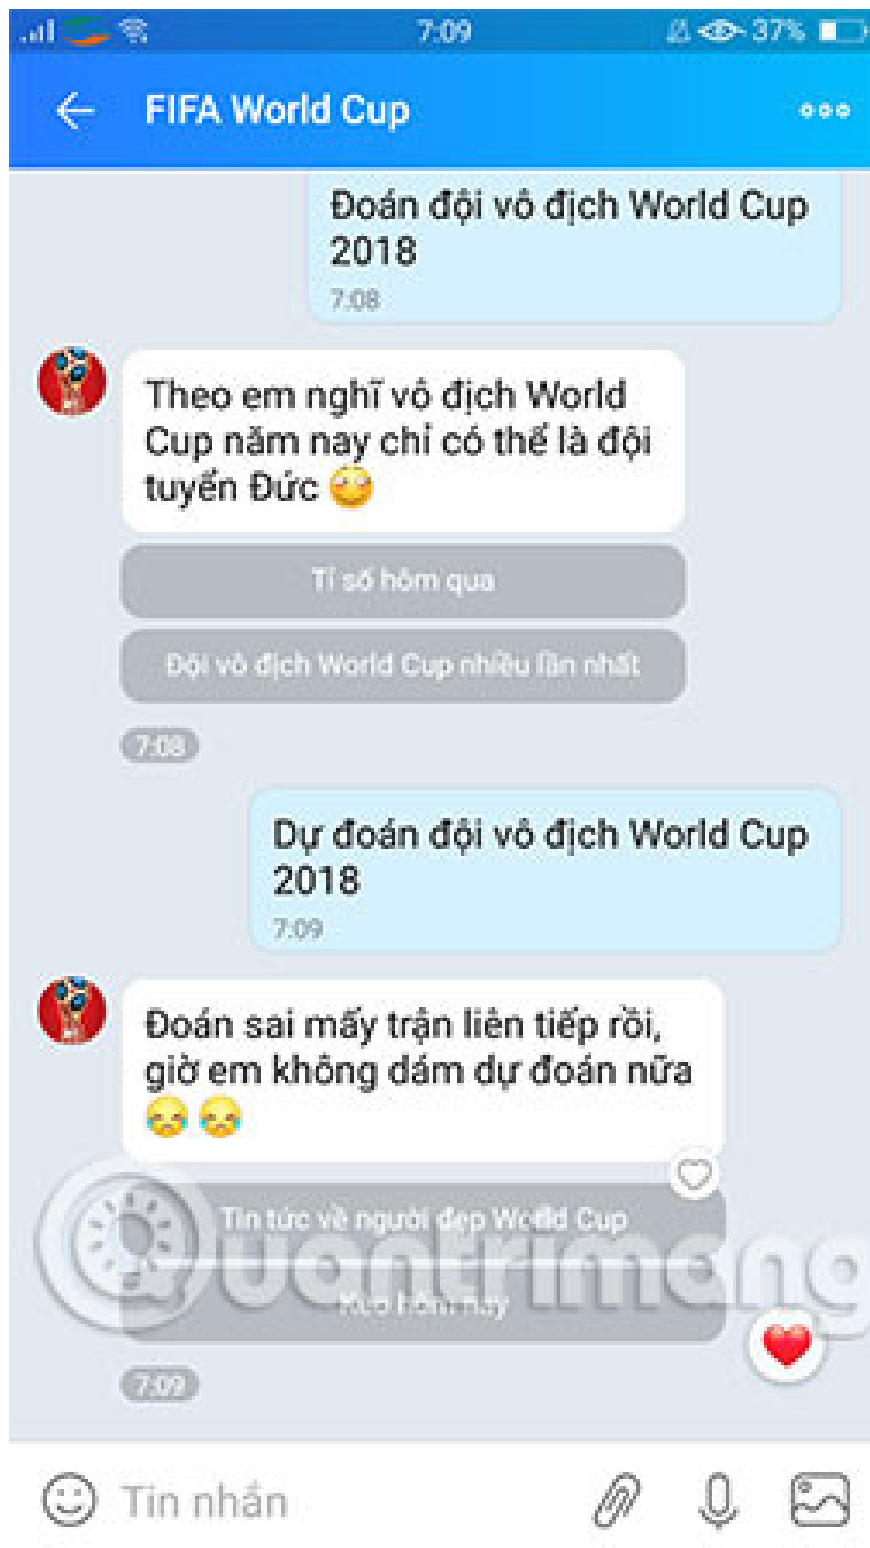 7:09
37%
FIFA World Cup
Đoán đội vô địch World Cup
2018
7:08
Theo em nghĩ vô địch World
Cup năm nay chỉ có thể là đội
tuyển Đức
Tỉ số hôm qua
Đội vô địch World Cup nhiều lần nhất
7:08
Dự đoán đội vô địch World Cup
2018
7:09
Đoán sai mấy trận liên tiếp rồi,
giờ em không dám dự đoán nữa
Tin tức về người đẹp World Cup
Quantrimang
Kèo hôm nay
7:09
Tin nhắn